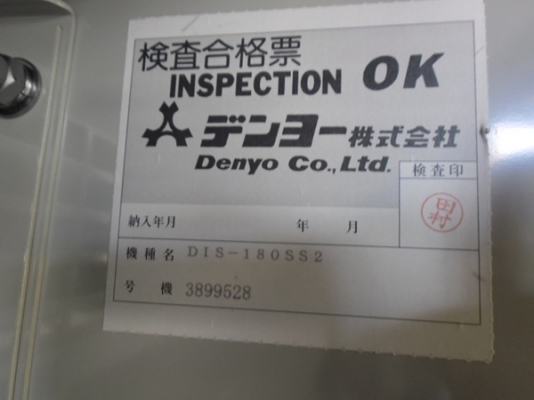 検査合格票
INSPECTION OK
デンヨー株式会社
Denyo Co.,Ltd.
検査印
田村
納入年月 年 月
機種名 DIS-180SS2
号機 3899528